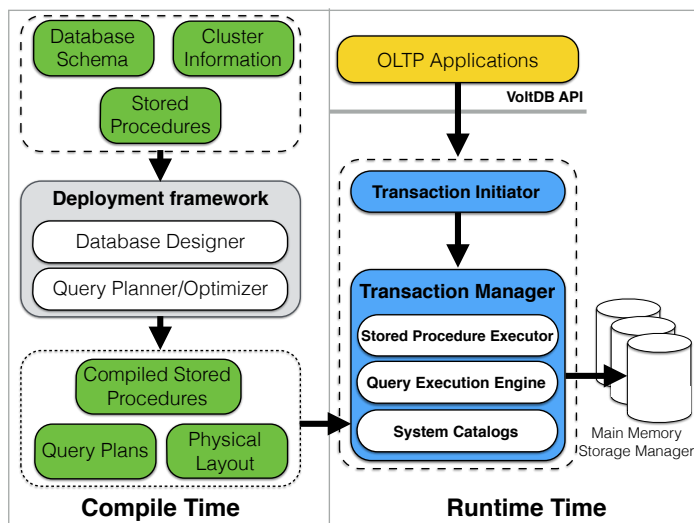 Database
Schema
Cluster
Information
Stored
Procedures
Deployment framework
Database Designer
Query Planner/Optimizer
Compiled Stored
Procedures
Query Plans
Physical
Layout
Compile Time
OLTP Applications
VoltDB API
Transaction Initiator
Transaction Manager
Stored Procedure Executor
Query Execution Engine
System Catalogs
Main Memory
Storage Manager
Runtime Time